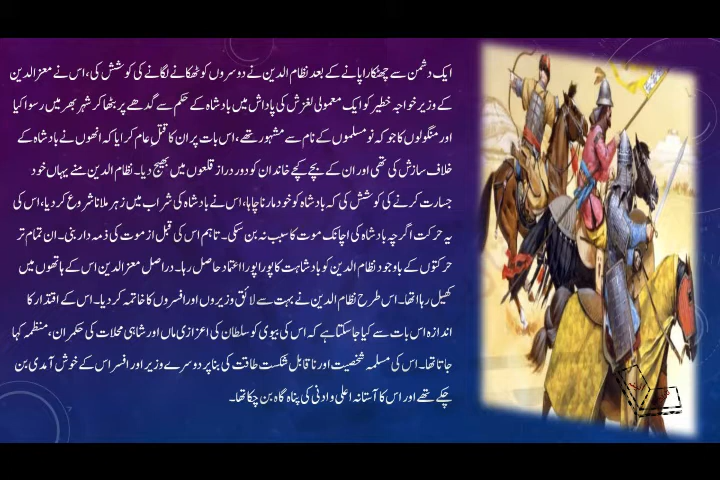 ایک دشمن سے چھٹکارا پانے کے بعد نظام الدین نے دوسروں کو ٹھکانے لگانے کی کوشش کی، اس نے معزالدین
کے وزیر خواجہ خطیر کو ایک معمولی لغزش کی پاداش میں بادشاہ کے حکم سے گدھے پر بٹھا کر شہر بھر میں رسوا کیا
اور منگولوں کا جو کہ نو مسلموں کے نام سے مشہور تھے، اس بات پر ان کا قتلِ عام کرایا کہ انھوں نے بادشاہ کے
خلاف سازش کی تھی اور ان کے بچے کھچے خاندان کو دور دراز قلعوں میں بھیج دیا۔ نظام الدین منے یہاں خود
جسارت کرنے کی کوشش کی کہ بادشاہ کو خود مارنا چاہا، اس نے بادشاہ کی شراب میں زہر ملانا شروع کر دیا، اس کی
یہ حرکت اگرچہ بادشاہ کی اچانک موت کا سبب نہ بن سکی۔ تاہم اس کی قبل از موت کی ذمہ دار بنی۔ ان تمام تر
حرکتوں کے باوجود نظام الدین کو بادشاہت کا پورا پورا اعتماد حاصل رہا۔ دراصل معزالدین اس کے ہاتھوں میں
کھیل رہا تھا۔ اس طرح نظام الدین نے بہت سے لائق وزیروں اور افسروں کا خاتمہ کر دیا۔ اس کے اقتدار کا
اندازہ اس بات سے کیا جا سکتا ہے کہ اس کی بیوی کو سلطان کی اعزازی ماں اور شاہی محلات کی حکمران، منظمہ کہا
جاتا تھا۔ اس کی مسلمہ شخصیت اور ناقابل شکست طاقت کی بنا پر دوسرے وزیر اور افسر اس کے خوش آمدی بن
چکے تھے اور اس کا آستانہ اعلی و ادنی کی پناہ گاہ بن چکا تھا۔